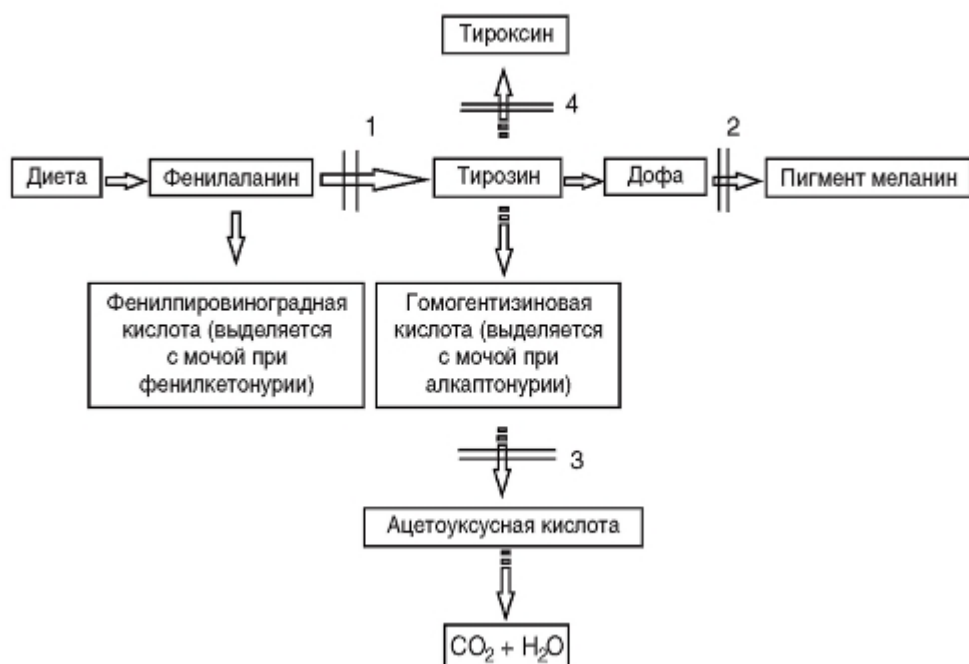 Тироксин
4
1
2
Диета
Фенилаланин
Тирозин
Дофа
Пигмент меланин
Фенилпировиноградная
кислота (выделяется
с мочой при
фенилкетонурии)
Гомогентизиновая
кислота (выделяется
с мочой при
алкаптонурии)
3
Ацетоуксусная кислота
CO₂ + H₂O